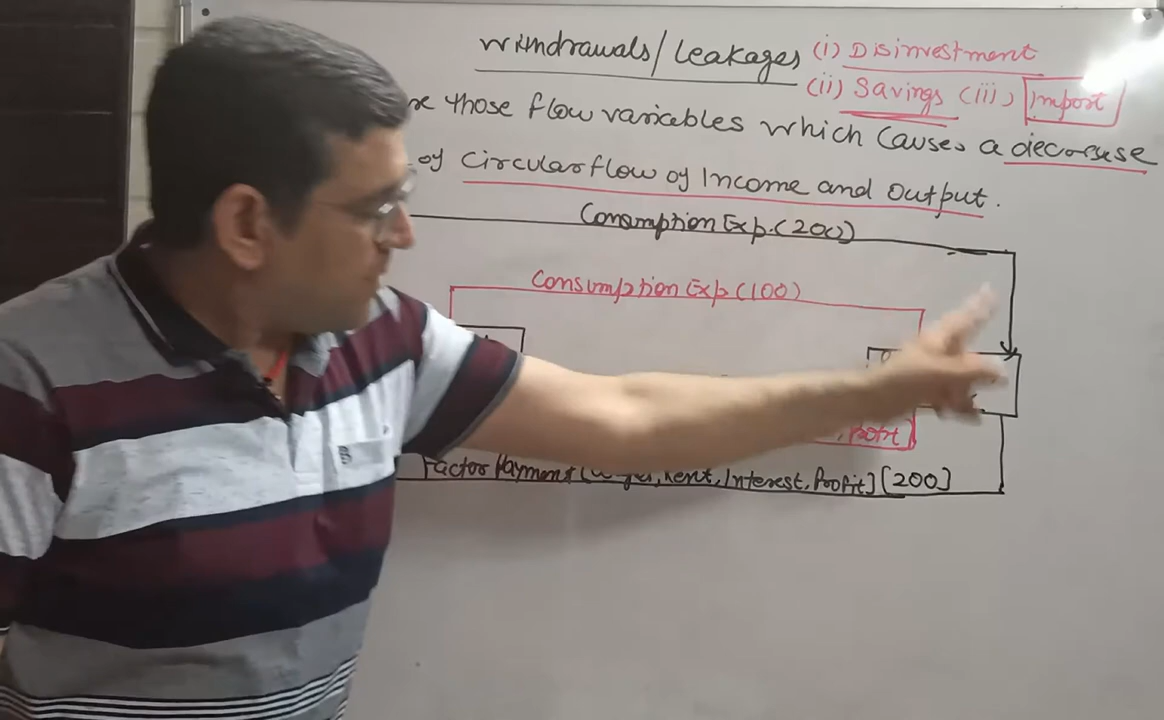 Withdrawals/Leakages (i) Disinvestment
(ii) Savings (iii) Import
those flow variables which causes a decrease
of circular flow of Income and Output.
Consumption Exp. (200)
Consumption Exp (100)
Factor Payment (Wages, Rent, Interest, Profit) [200]